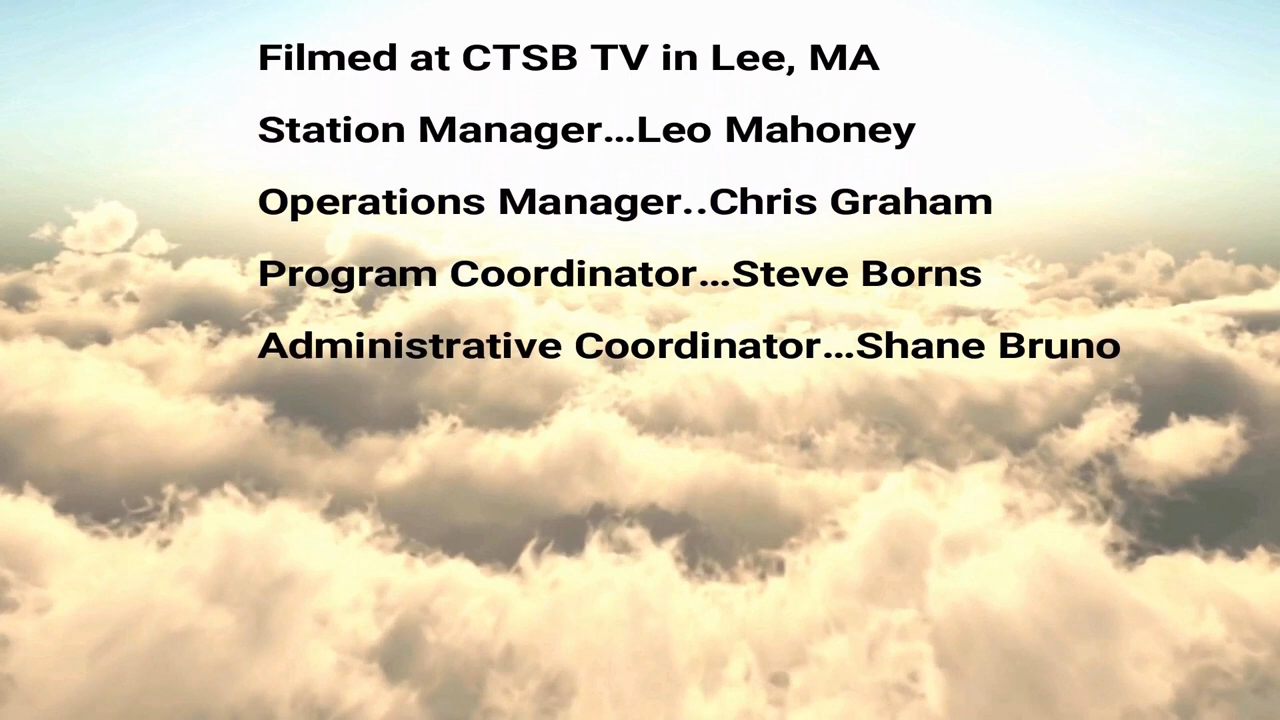 Filmed at CTSB TV in Lee, MA
Station Manager...Leo Mahoney
Operations Manager..Chris Graham
Program Coordinator...Steve Borns
Administrative Coordinator...Shane Bruno